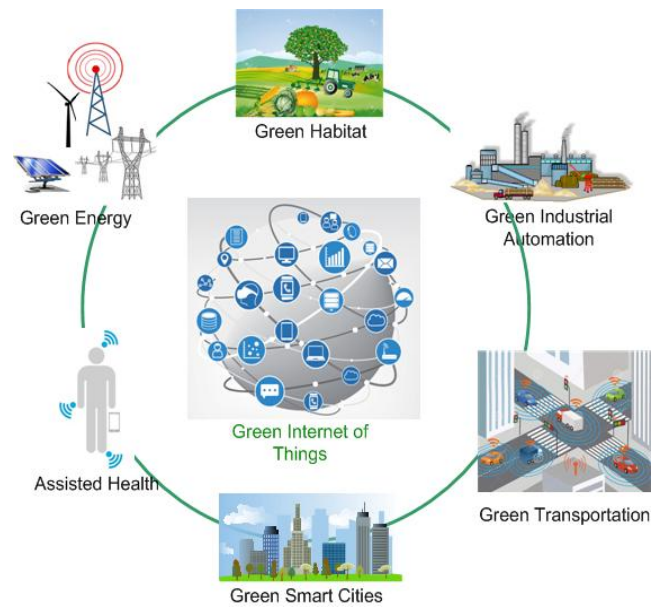 Green Habitat
Green Energy
Green Industrial
Automation
Green Internet of
Things
Assisted Health
Green Transportation
Green Smart Cities